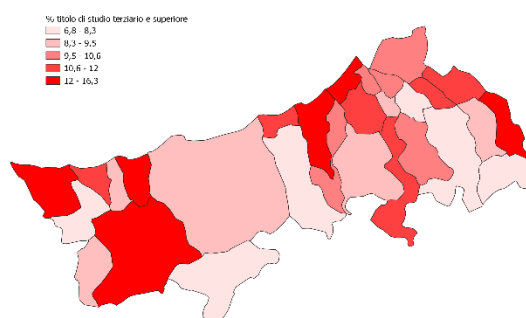 % titolo di studio terziario e superiore
6,8 - 8,3
8,3 - 9,5
9,5 - 10,6
10,6 - 12
12 - 16,3